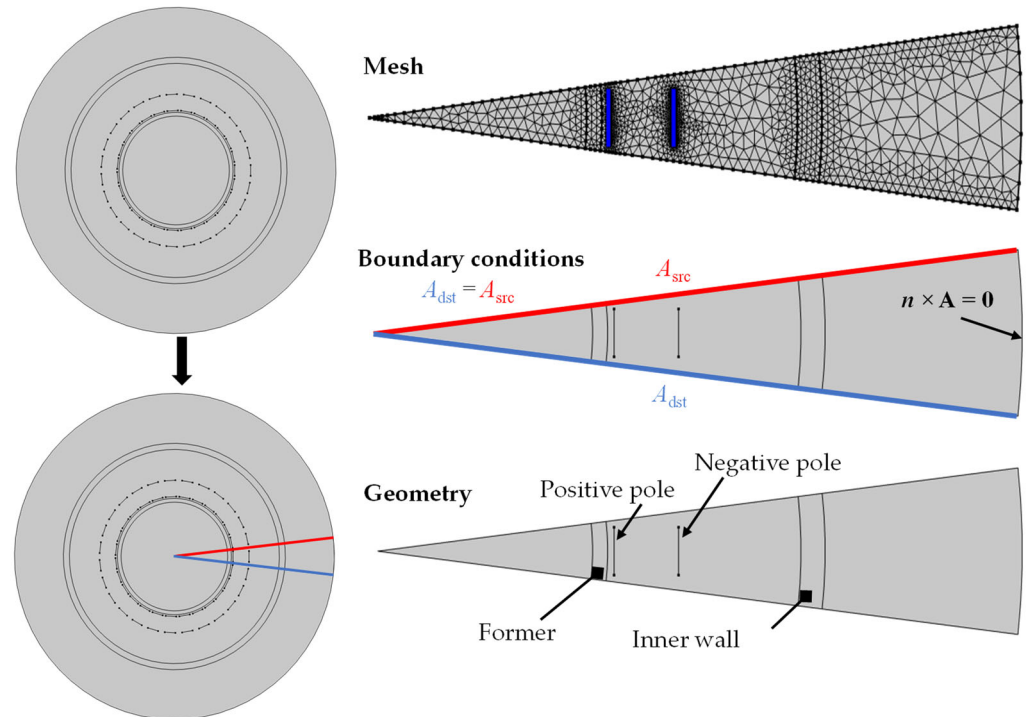 Mesh
Boundary conditions
A_dst = A_src
A_src
n × A = 0
A_dst
Geometry
Positive pole
Negative pole
Former
Inner wall